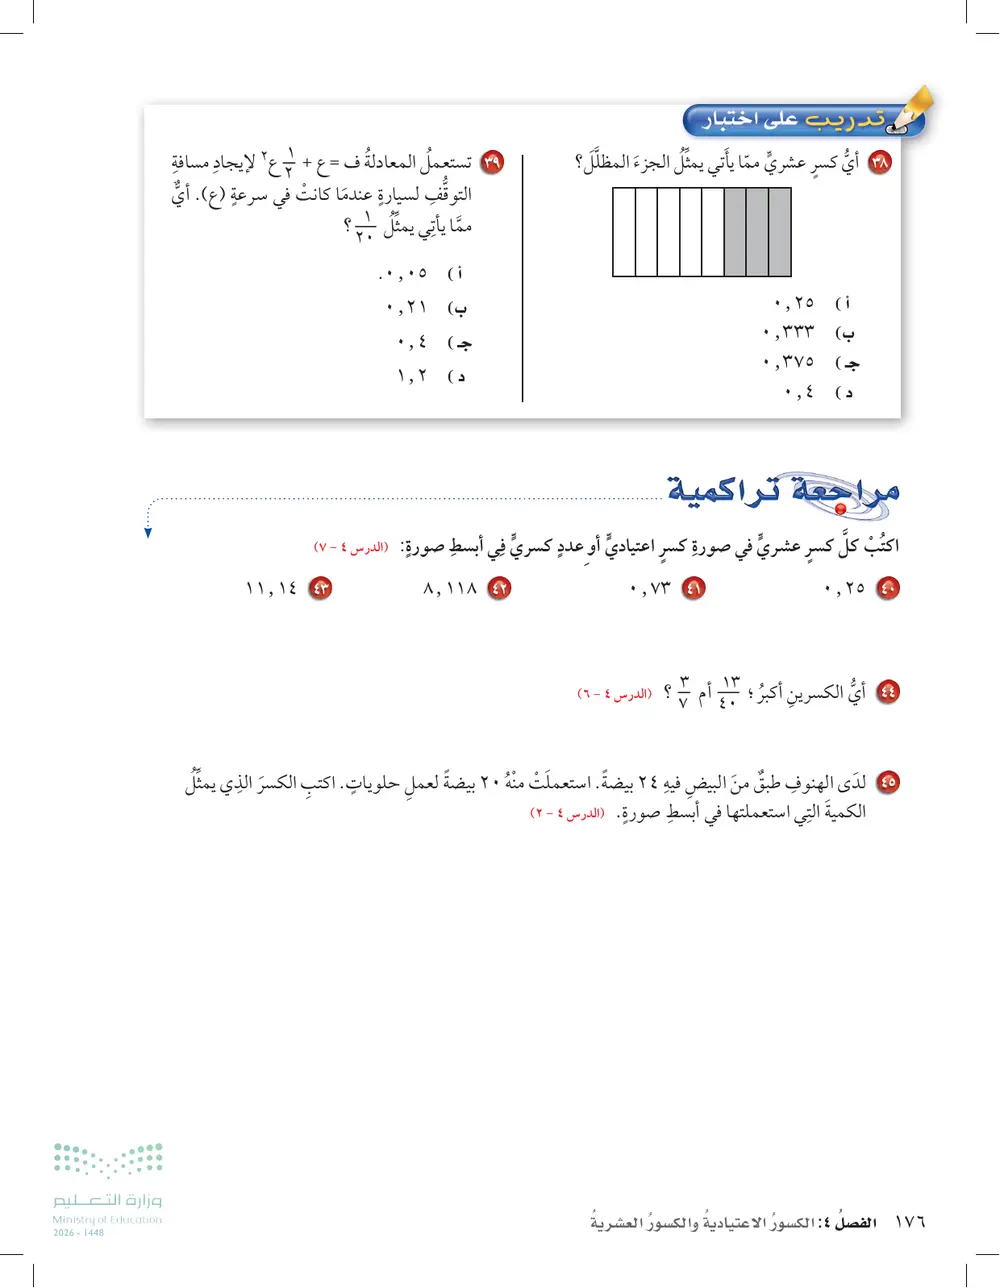 تدريب على اختبار
٣٨ أيُّ كسرٍ عشريٍّ ممّا يأتي يمثِّلُ الجزءَ المظلَّلَ؟
أ ) ٠,٢٥
ب) ٠,٣٣٣
جـ ) ٠,٣٧٥
د ) ٠,٤
٣٩ تستعملُ المعادلةُ ف = ع + ١/٢٠ ع٢ لإيجادِ مسافةِ
التوقُّفِ لسيارةٍ عندمَا كانتْ في سرعةٍ (ع). أيٌّ
ممَّا يأتِي يمثِّلُ ١/٢٠ ؟
أ ) ٠,٠٥.
ب) ٠,٢١
جـ ) ٠,٤
د ) ١,٢
مراجعة تراكمية
اكتُبْ كلَّ كسرٍ عشريٍّ في صورةِ كسرٍ اعتياديٍّ أوِ عددٍ كسريٍّ فِي أبسطِ صورةٍ: (الدرس ٤ – ٧)
٤٠ ٠,٢٥ ٤١ ٠,٧٣ ٤٢ ٨,١١٨ ٤٣ ١١,١٤
٤٤ أيُّ الكسرينِ أكبرُ ؛ ١٣/٤٠ أم ٣/٧ ؟ (الدرس ٤ – ٦)
٤٥ لدَى الهنوفِ طبقٌ منَ البيضِ فيهِ ٢٤ بيضةً. استعملَتْ منْهُ ٢٠ بيضةً لعملِ حلوياتٍ. اكتبِ الكسرَ الذِي يمثِّلُ
الكميةَ التِي استعملتها في أبسطِ صورةٍ. (الدرس ٤ – ٢)
وزارة التعـــليم
Ministry of Education
2026 - 1448
١٧٦ الفصلُ ٤: الكسورُ الاعتياديةُ والكسورُ العشريةُ